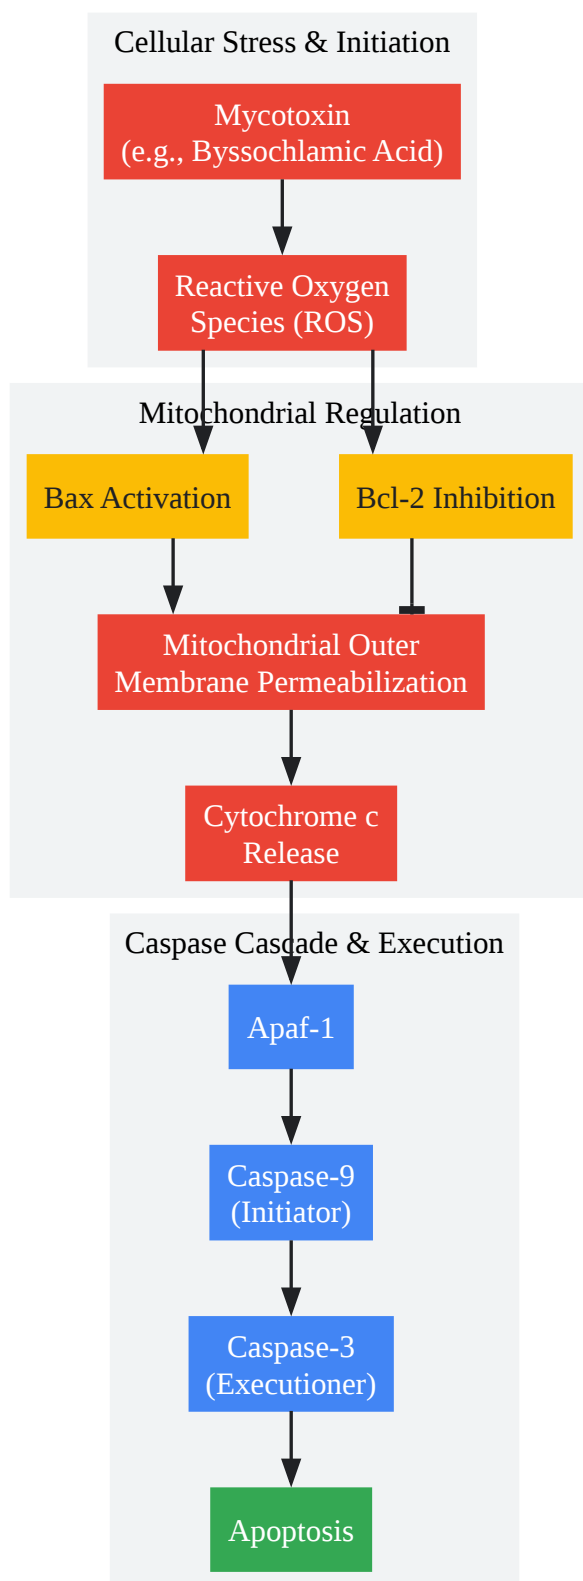 Cellular Stress & Initiation
Mycotoxin
(e.g., Byssochlamic Acid)
Reactive Oxygen
Species (ROS)
Mitochondrial Regulation
Bax Activation
Bcl-2 Inhibition
Mitochondrial Outer
Membrane Permeabilization
Cytochrome c
Release
Caspase Cascade & Execution
Apaf-1
Caspase-9
(Initiator)
Caspase-3
(Executioner)
Apoptosis